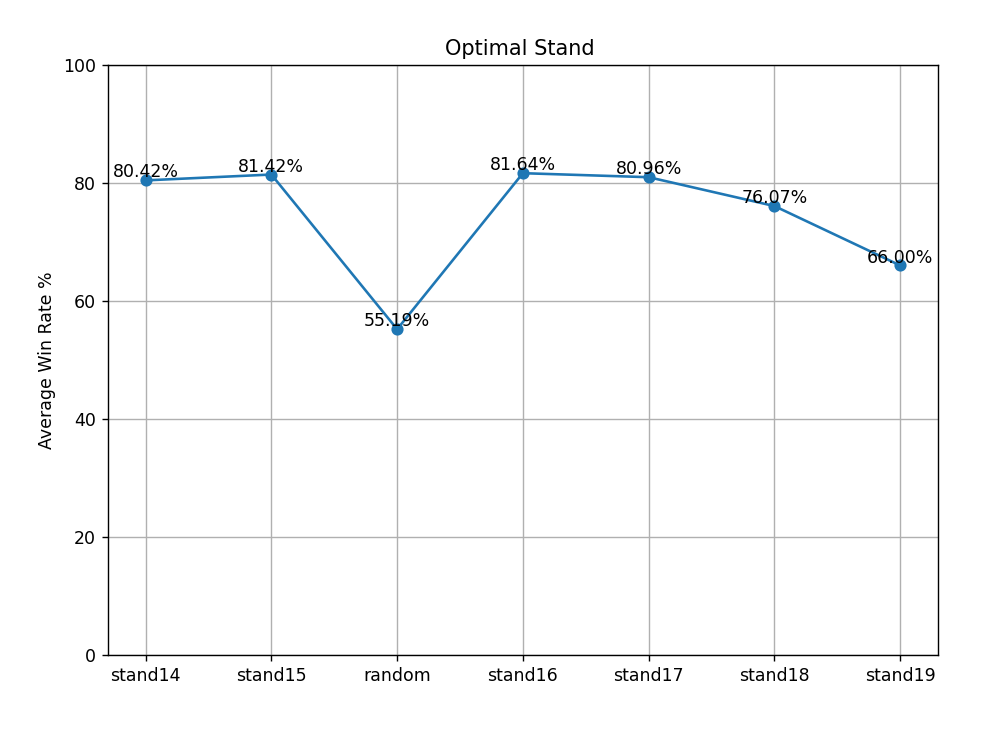 Optimal Stand
Average Win Rate %
100
80
60
40
20
0
80.42%
81.42%
55.19%
81.64%
80.96%
76.07%
66.00%
stand14
stand15
random
stand16
stand17
stand18
stand19